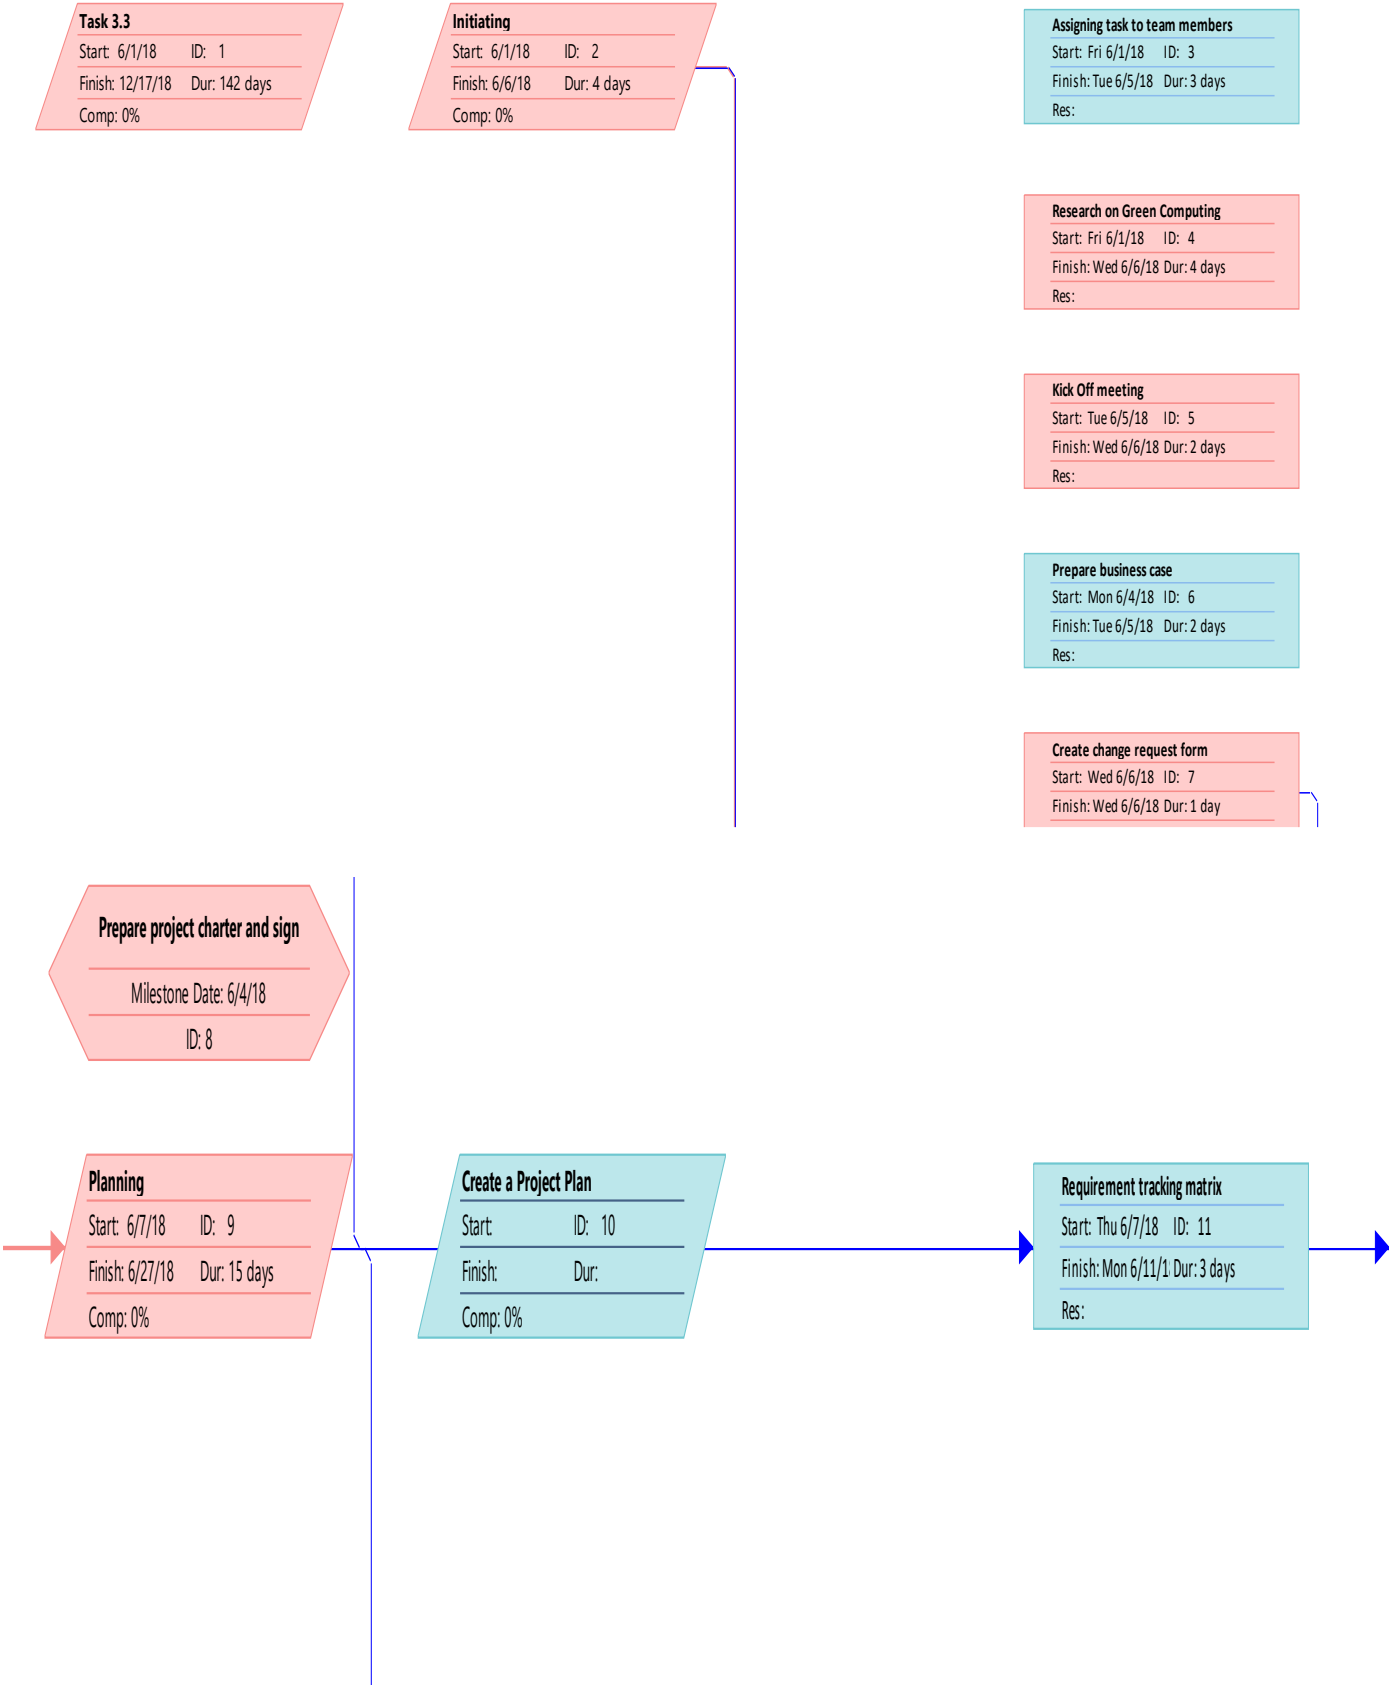 Task 3.3
Start: 6/1/18 ID: 1
Finish: 12/17/18 Dur: 142 days
Comp: 0%
Initiating
Start: 6/1/18 ID: 2
Finish: 6/6/18 Dur: 4 days
Comp: 0%
Assigning task to team members
Start: Fri 6/1/18 ID: 3
Finish: Tue 6/5/18 Dur: 3 days
Res:
Research on Green Computing
Start: Fri 6/1/18 ID: 4
Finish: Wed 6/6/18 Dur: 4 days
Res:
Kick Off meeting
Start: Tue 6/5/18 ID: 5
Finish: Wed 6/6/18 Dur: 2 days
Res:
Prepare business case
Start: Mon 6/4/18 ID: 6
Finish: Tue 6/5/18 Dur: 2 days
Res:
Create change request form
Start: Wed 6/6/18 ID: 7
Finish: Wed 6/6/18 Dur: 1 day
Prepare project charter and sign
Milestone Date: 6/4/18
ID: 8
Planning
Start: 6/7/18 ID: 9
Finish: 6/27/18 Dur: 15 days
Comp: 0%
Create a Project Plan
Start: ID: 10
Finish: Dur:
Comp: 0%
Requirement tracking matrix
Start: Thu 6/7/18 ID: 11
Finish: Mon 6/11/1 Dur: 3 days
Res: